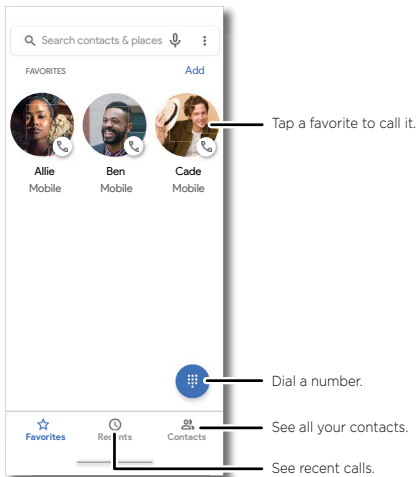 Search contacts & places
FAVORITES Add
Tap a favorite to call it.
Allie Ben Cade
Mobile Mobile Mobile
Dial a number.
Favorites Recents Contacts
See all your contacts.
See recent calls.